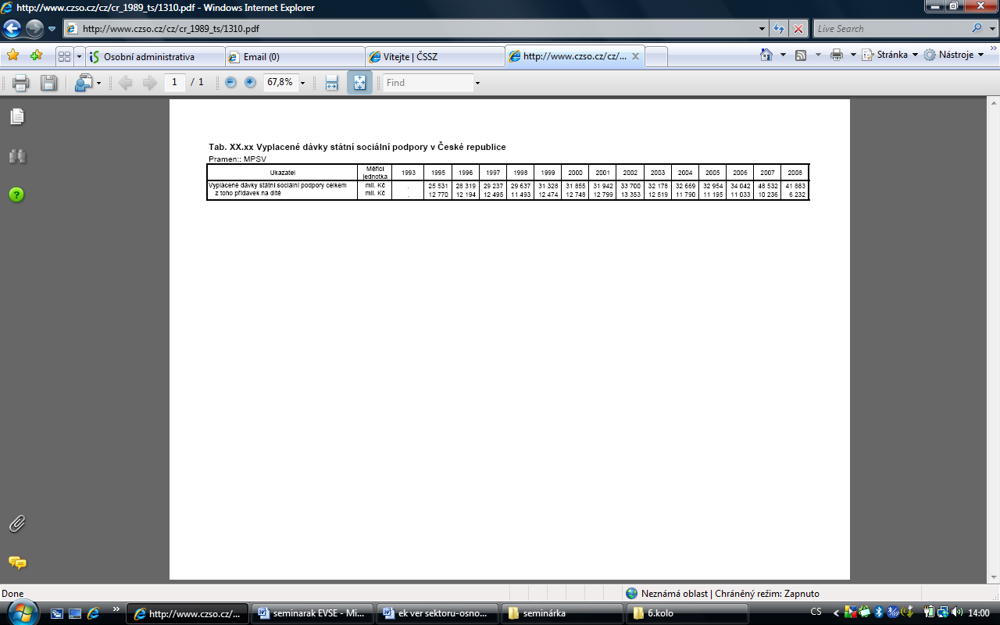 http://www.czso.cz/cz/cr_1989_ts/1310.pdf - Windows Internet Explorer
http://www.czso.cz/cz/cr_1989_ts/1310.pdf
Live Search
Osobní administrativa
Email (0)
Vítejte | ČSSZ
http://www.czso.cz/cz/...
Stránka
Nástroje
1 / 1
67,8%
Find
Tab. XX.xx Vyplacené dávky státní sociální podpory v České republice
Pramen:: MPSV
Ukazatel Měřicí jednotka 1993 1995 1996 1997 1998 1999 2000 2001 2002 2003 2004 2005 2006 2007 2008
Vyplacené dávky státní sociální podpory celkem mil. Kč . 25 531 28 319 29 237 29 637 31 328 31 855 31 942 33 700 32 178 32 669 32 954 34 042 48 532 41 883
z toho přídavek na dítě mil. Kč . 12 770 12 194 12 495 11 493 12 474 12 748 12 799 13 353 12 519 11 790 11 195 11 033 10 236 6 232
Done
Neznámá oblast | Chráněný režim: Zapnuto
http://www.czso.cz/...
seminarak EVSE - Mi...
ek ver sektoru-osno...
seminárka
6.kolo
CS
14:00